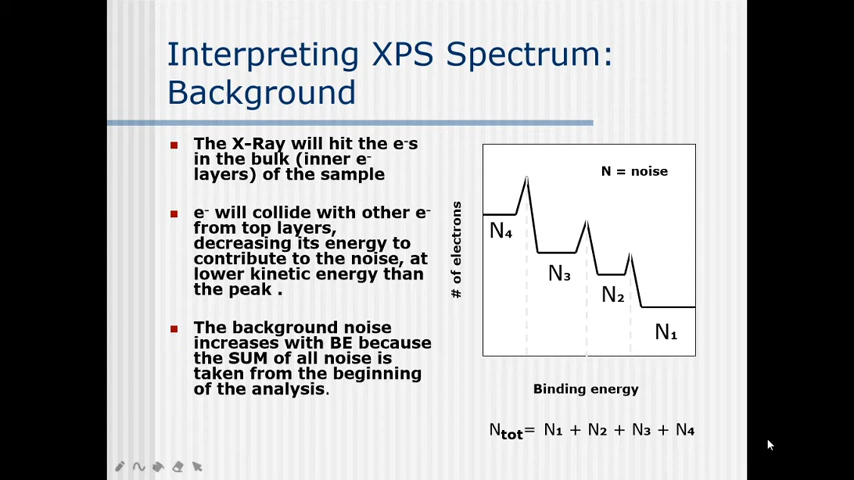 Interpreting XPS Spectrum:
Background
The X-Ray will hit the e-s
in the bulk (inner e-
layers) of the sample
e- will collide with other e-
from top layers,
decreasing its energy to
contribute to the noise, at
lower kinetic energy than
the peak .
The background noise
increases with BE because
the SUM of all noise is
taken from the beginning
of the analysis.
N = noise
# of electrons
N4
N3
N2
N1
Binding energy
Ntot= N1 + N2 + N3 + N4